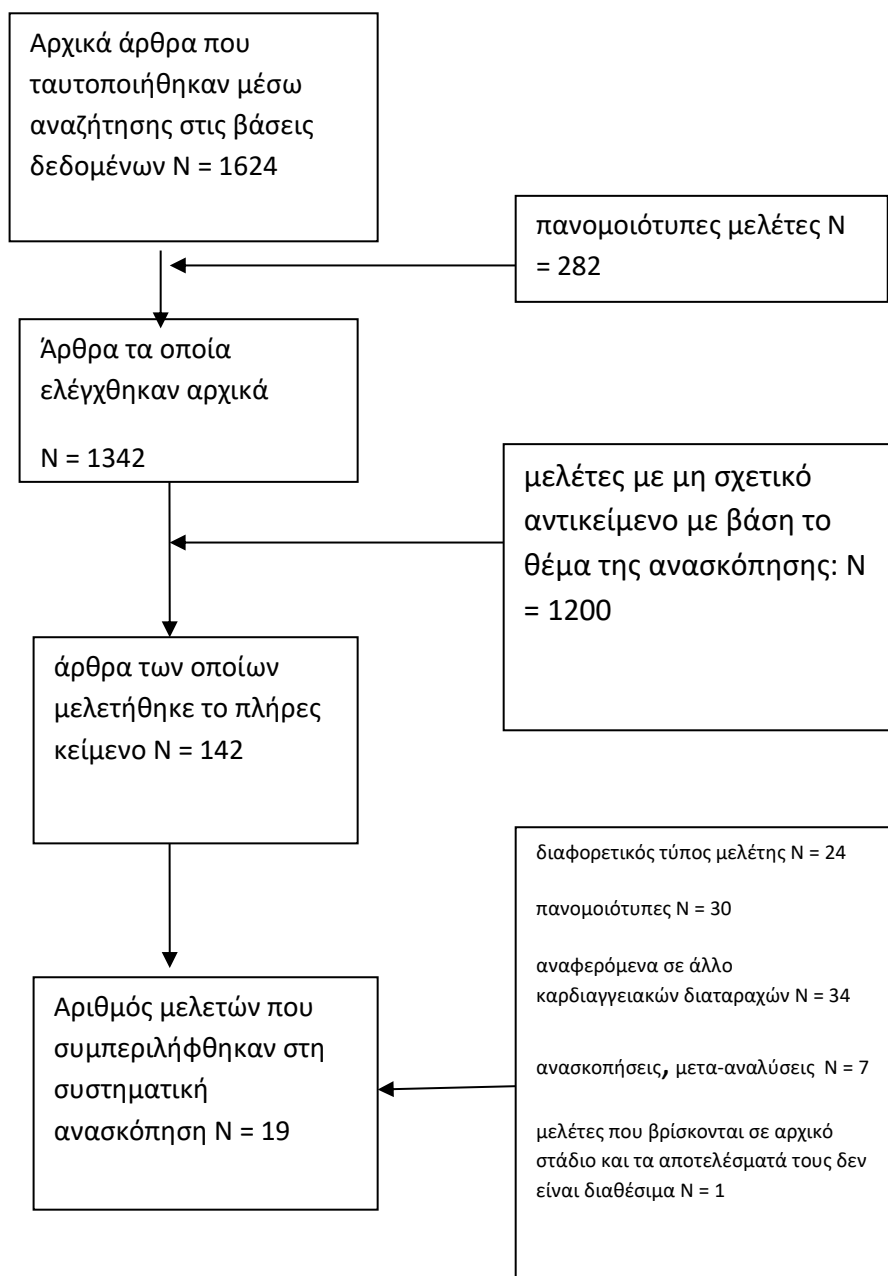 Αρχικά άρθρα που
ταυτοποιήθηκαν μέσω
αναζήτησης στις βάσεις
δεδομένων N = 1624
πανομοιότυπες μελέτες N
= 282
Άρθρα τα οποία
ελέγχθηκαν αρχικά
N = 1342
μελέτες με μη σχετικό
αντικείμενο με βάση το
θέμα της ανασκόπησης: N
= 1200
άρθρα των οποίων
μελετήθηκε το πλήρες
κείμενο N = 142
διαφορετικός τύπος μελέτης N = 24
πανομοιότυπες N = 30
αναφερόμενα σε άλλο
καρδιαγγειακών διαταραχών N = 34
ανασκοπήσεις, μετα-αναλύσεις N = 7
μελέτες που βρίσκονται σε αρχικό
στάδιο και τα αποτελέσματά τους δεν
είναι διαθέσιμα N = 1
Αριθμός μελετών που
συμπεριλήφθηκαν στη
συστηματική
ανασκόπηση N = 19